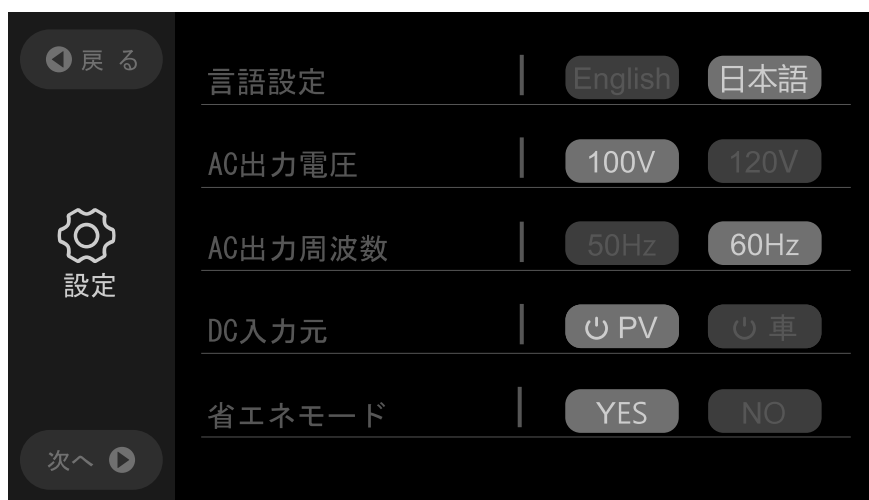 戻る
設定
次へ
言語設定 English 日本語
AC出力電圧 100V 120V
AC出力周波数 50Hz 60Hz
DC入力元 PV 車
省エネモード YES NO